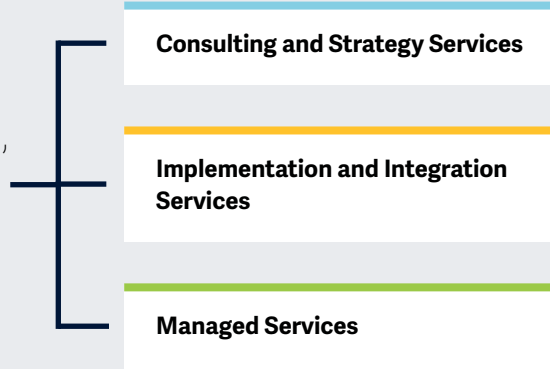 Consulting and Strategy Services
,
Implementation and Integration
Services
Managed Services